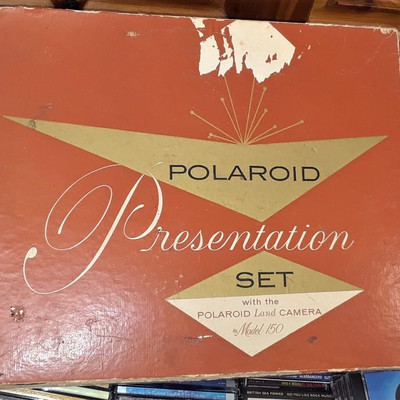 POLAROID
Presentation
SET
with the
POLAROID Land CAMERA
Model 150